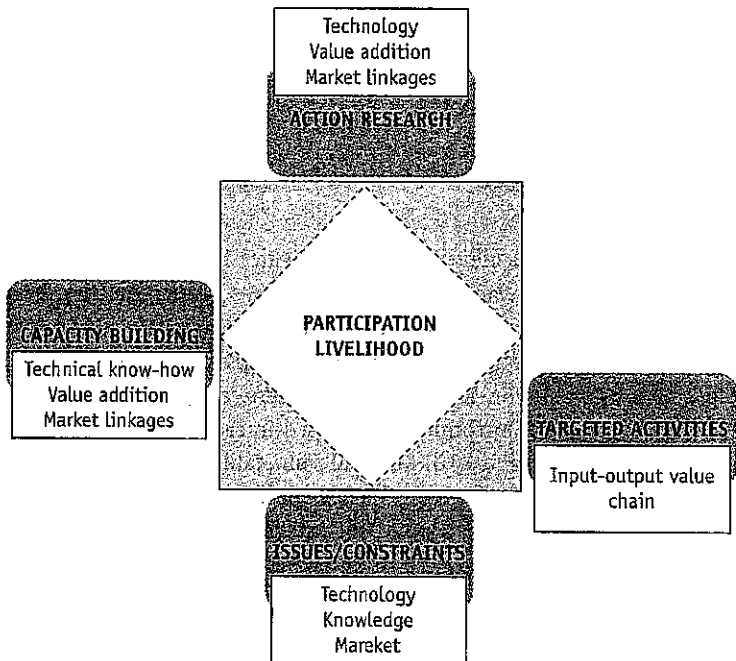 Technology
Value addition
Market linkages
ACTION RESEARCH
PARTICIPATION
LIVELIHOOD
CAPACITY BUILDING
Technical know-how
Value addition
Market linkages
TARGETED ACTIVITIES
Input-output value
chain
ISSUES/CONSTRAINTS
Technology
Knowledge
Mareket